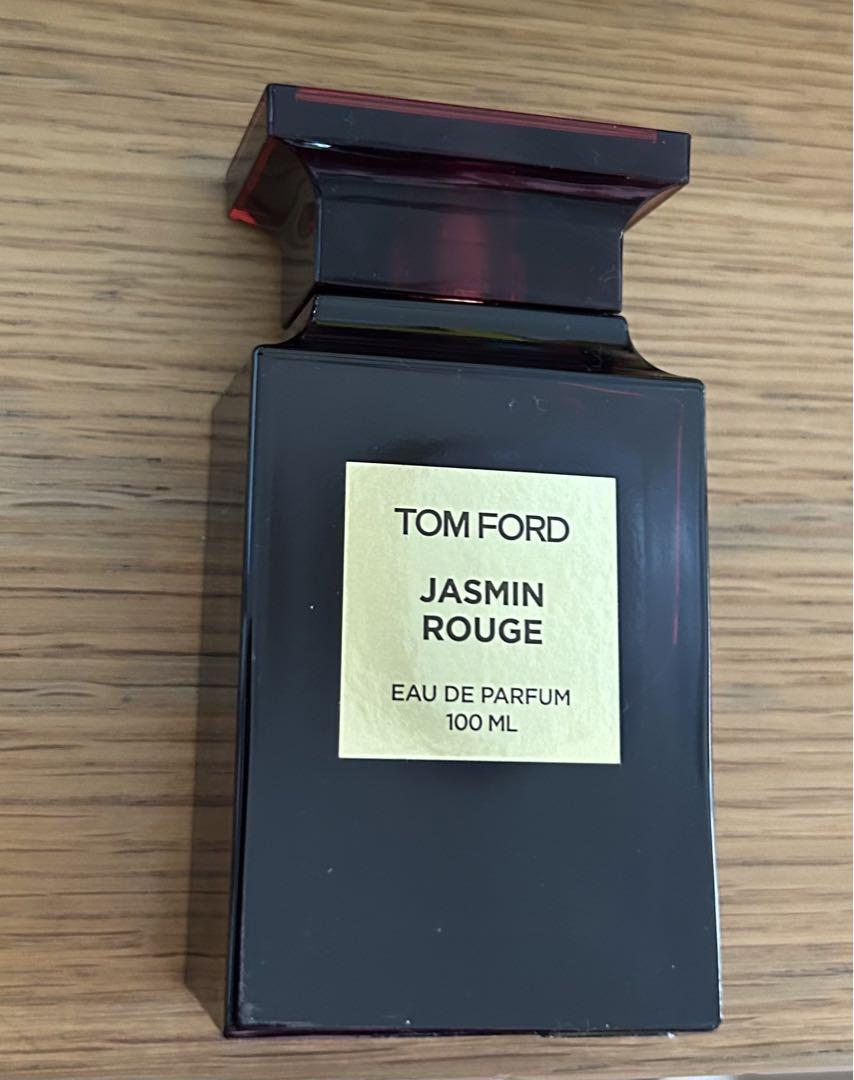 TOM FORD
JASMIN
ROUGE
EAU DE PARFUM
100 ML